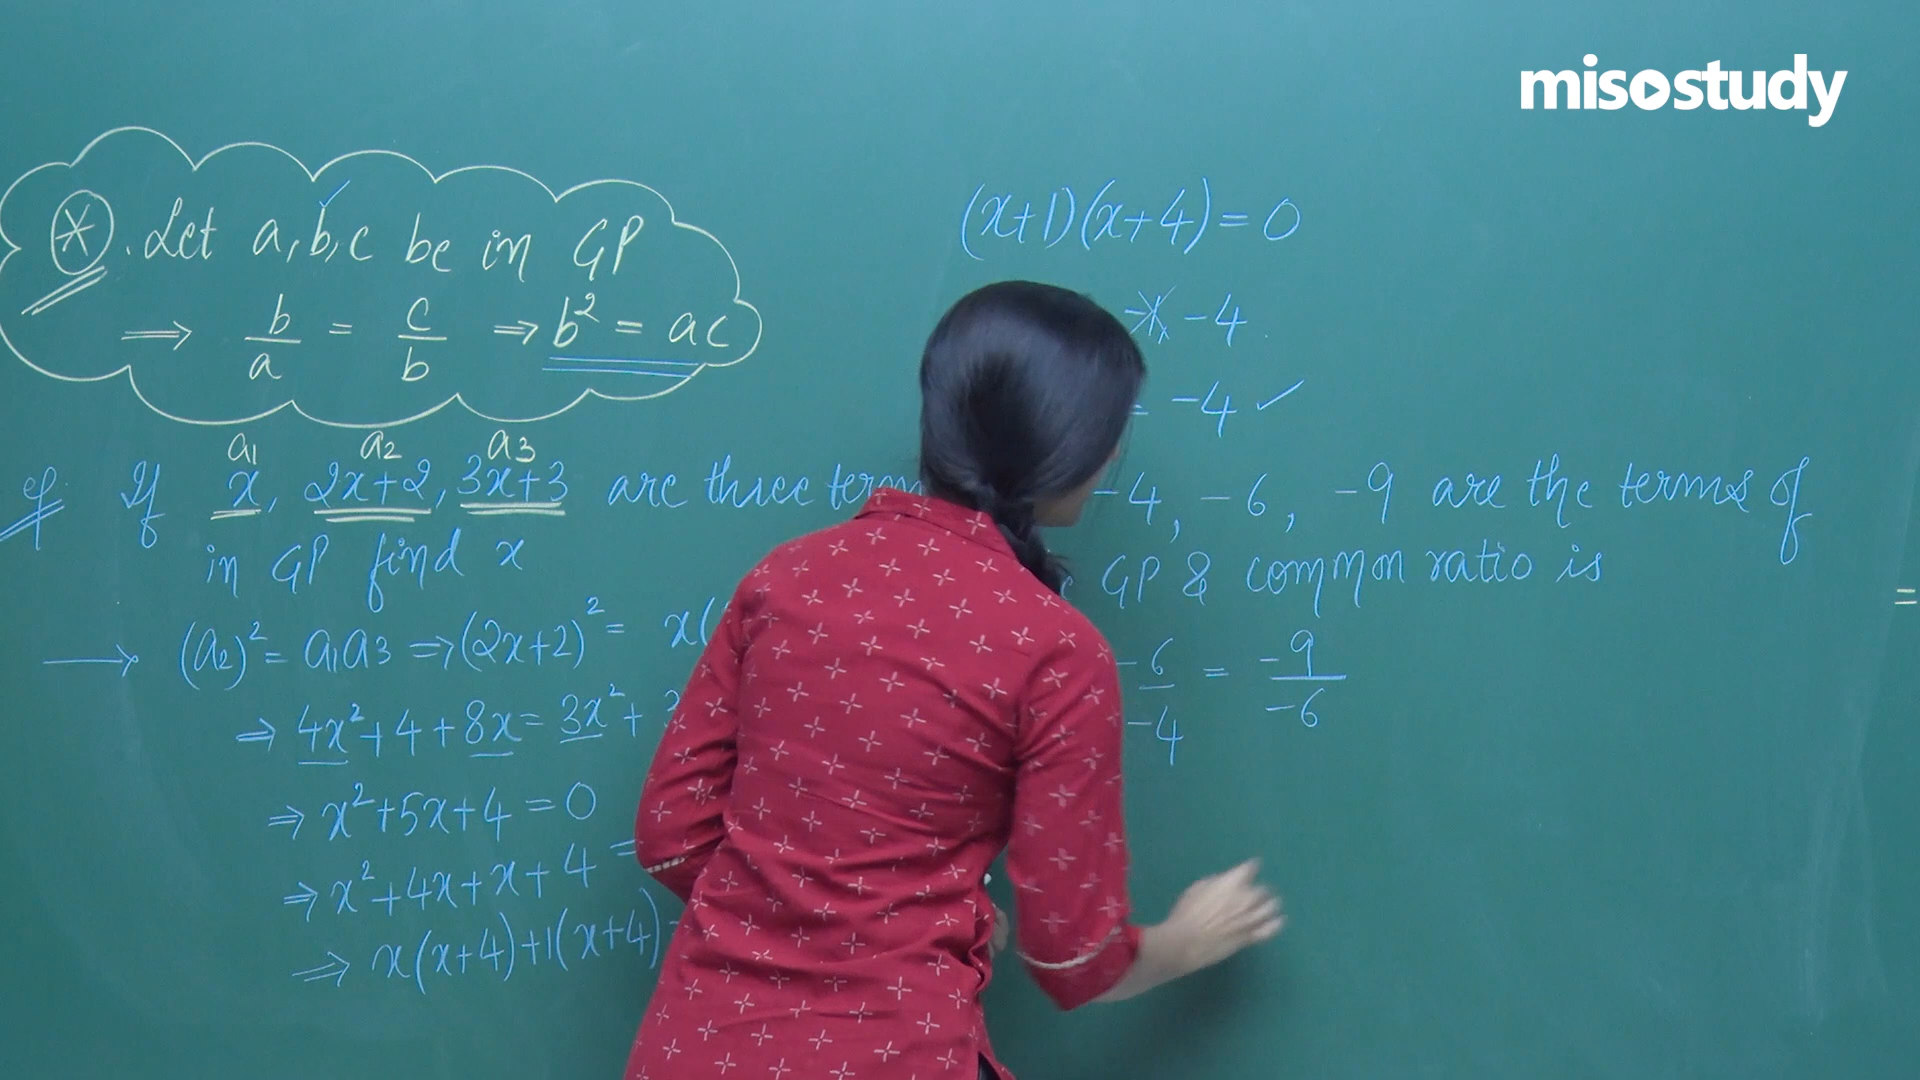 misostudy
(*). Let a, b, c be in GP
⇒ b/a = c/b ⇒ b² = ac
a1 a2 a3
eg If x, 2x+2, 3x+3 are three
in GP find x
→ (a2)² = a1a3 ⇒ (2x+2)² = x(
⇒ 4x²+4+8x = 3x²+
⇒ x²+5x+4 = 0
⇒ x²+4x+x+4 =
⇒ x(x+4)+1(x+4)
(x+1)(x+4) = 0
-4
= -4 ✓
-4, -6, -9 are the terms of
GP & common ratio is
-6/-4 = -9/-6
=